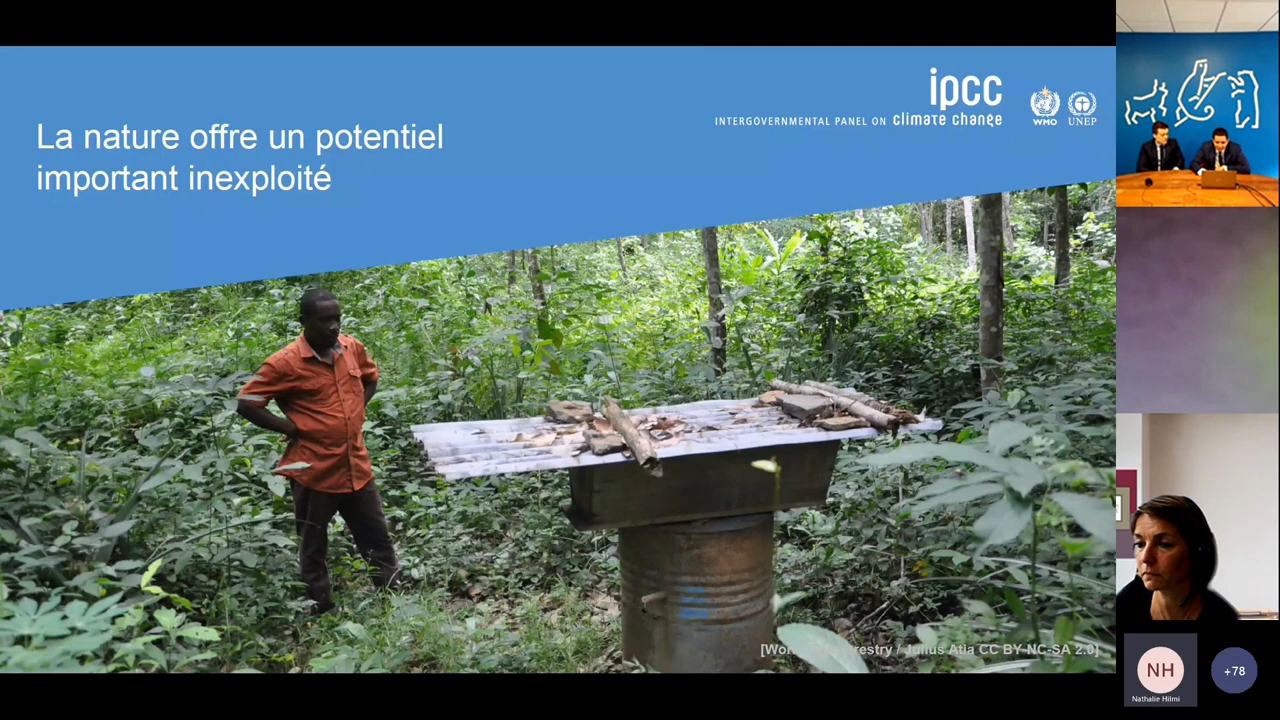 La nature offre un potentiel
important inexploité
ipcc
INTERGOVERNMENTAL PANEL ON climate change
WMO
UNEP
/ Julius Atia CC BY-NC-SA 2.0]
NH
Nathalie Hilmi
+78